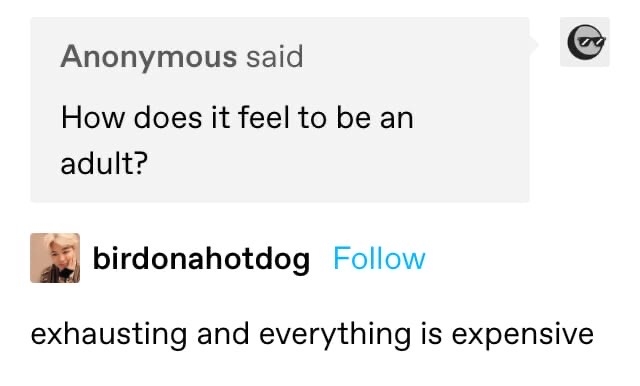 Anonymous said
How does it feel to be an
adult?
birdonahotdog Follow
exhausting and everything is expensive